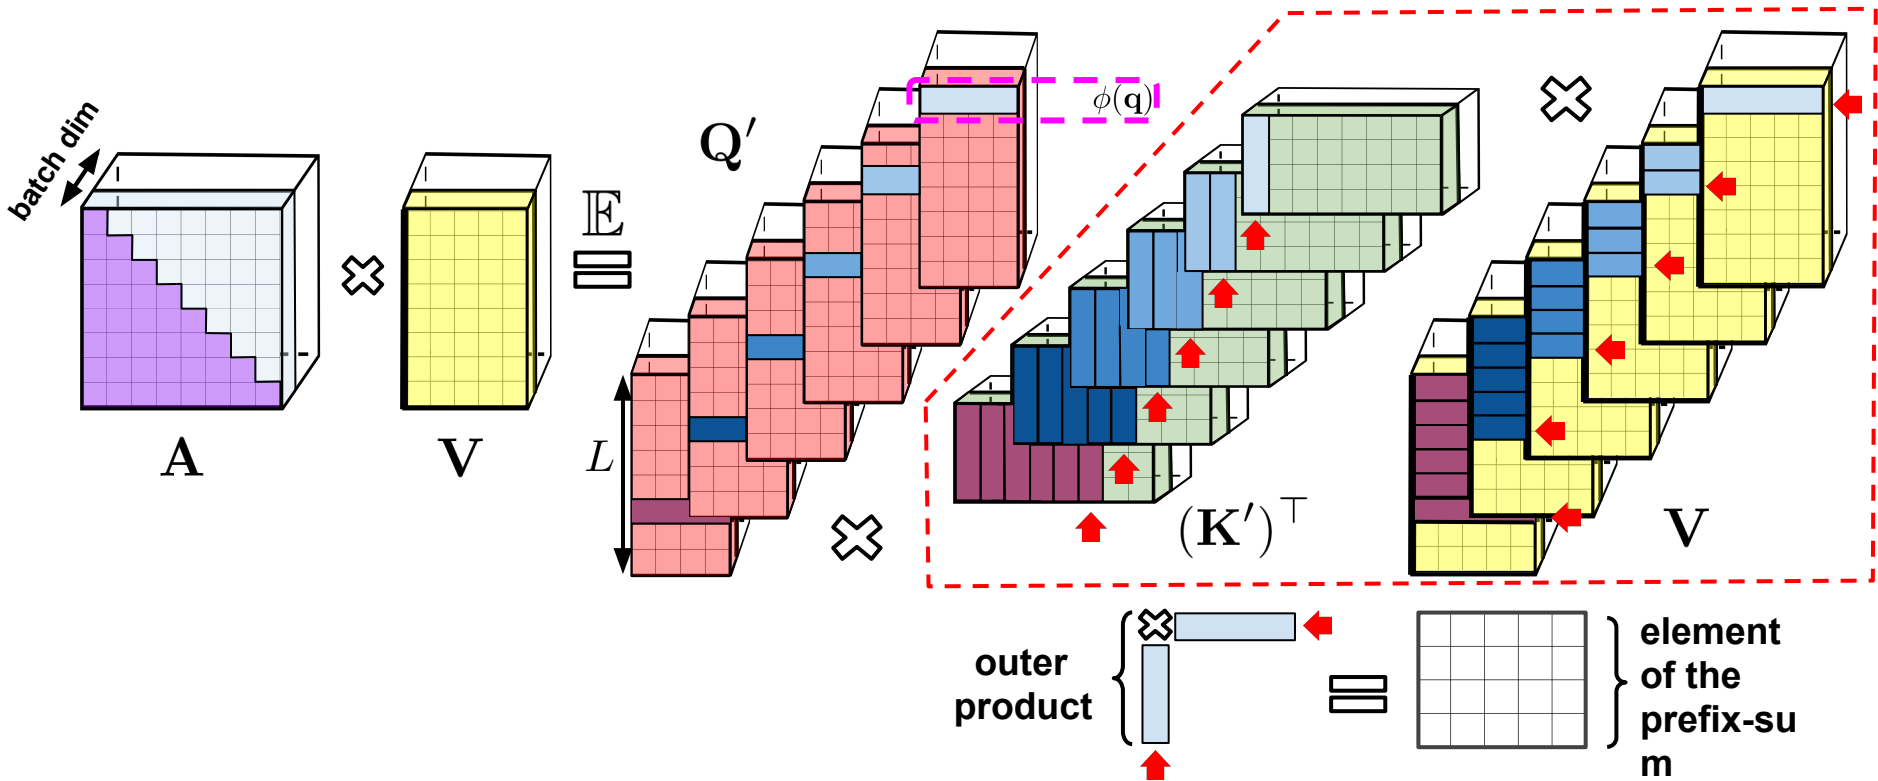 batch dim
A
V
𝔼
Q′
ϕ(q)
L
(K′)⊤
V
outer
product
element
of the
prefix-su
m